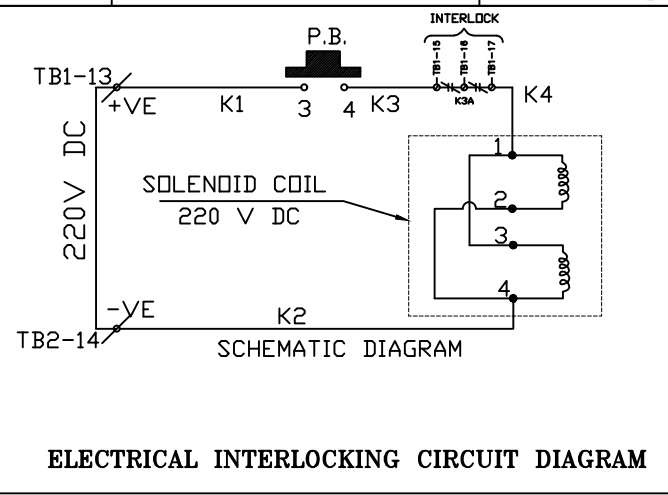 INTERLOCK
P.B.
TB1-15
TB1-16
TB1-17
TB1-13
+VE
K1
3
4
K3
K3A
K4
220V DC
1
SOLENOID COIL
220 V DC
2
3
4
-VE
K2
TB2-14
SCHEMATIC DIAGRAM
ELECTRICAL INTERLOCKING CIRCUIT DIAGRAM